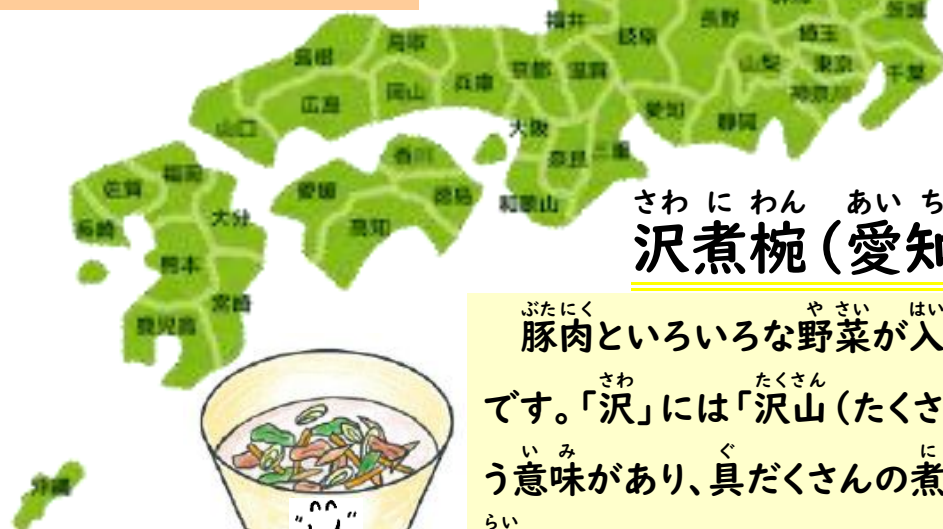 福井
長野
岐阜
埼玉
島根
鳥取
京都
滋賀
山梨
東京
千葉
兵庫
岡山
広島
神奈川
愛知
静岡
山口
大阪
香川
奈良
三重
佐賀
福岡
愛媛
徳島
和歌山
長崎
大分
高知
熊本
宮崎
鹿児島
沖縄
さわ に わん あい ち
沢煮椀(愛知
ぶたにく や さい はい
豚肉といろいろな野菜が入
さわ たくさん
です。「沢」には「沢山(たくさ
い み ぐ に
う意味があり、具だくさんの煮
らい